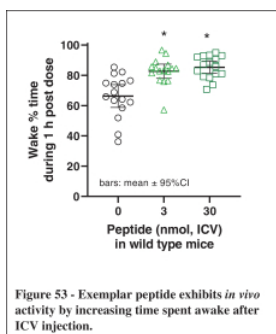 100
80
60
40
20
0
Wake % time
during 1 h post dose
*
*
bars: mean ± 95%CI
0 3 30
Peptide (nmol, ICV)
in wild type mice
Figure 53 - Exemplar peptide exhibits in vivo
activity by increasing time spent awake after
ICV injection.